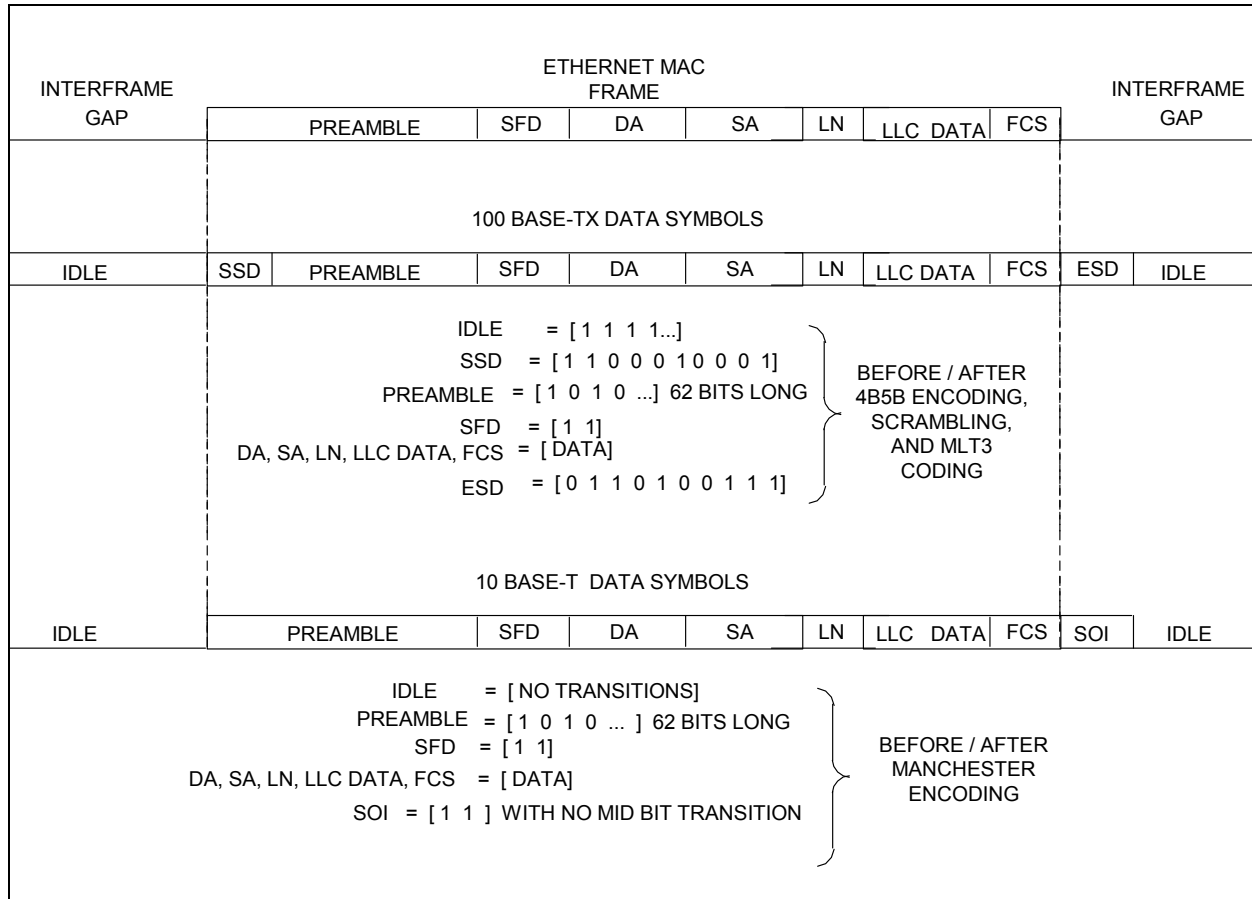 ETHERNET MAC
FRAME
INTERFRAME
GAP
INTERFRAME
GAP
PREAMBLE SFD DA SA LN LLC DATA FCS
100 BASE-TX DATA SYMBOLS
IDLE SSD PREAMBLE SFD DA SA LN LLC DATA FCS ESD IDLE
IDLE = [ 1 1 1 1...]
SSD = [ 1 1 0 0 0 1 0 0 0 1]
PREAMBLE = [ 1 0 1 0 ...] 62 BITS LONG
SFD = [ 1 1]
DA, SA, LN, LLC DATA, FCS = [ DATA]
ESD = [ 0 1 1 0 1 0 0 1 1 1]
BEFORE / AFTER
4B5B ENCODING,
SCRAMBLING,
AND MLT3
CODING
10 BASE-T DATA SYMBOLS
IDLE PREAMBLE SFD DA SA LN LLC DATA FCS SOI IDLE
IDLE = [ NO TRANSITIONS]
PREAMBLE = [ 1 0 1 0 ... ] 62 BITS LONG
SFD = [ 1 1]
DA, SA, LN, LLC DATA, FCS = [ DATA]
SOI = [ 1 1 ] WITH NO MID BIT TRANSITION
BEFORE / AFTER
MANCHESTER
ENCODING